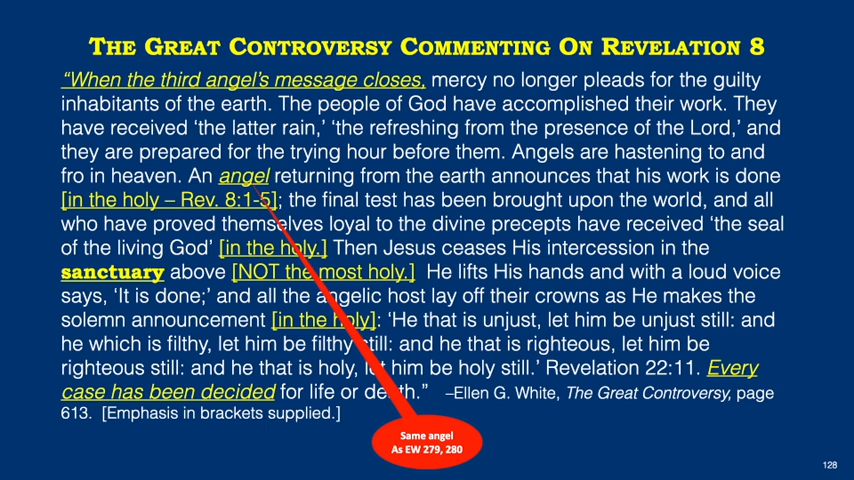 THE GREAT CONTROVERSY COMMENTING ON REVELATION 8
“When the third angel’s message closes, mercy no longer pleads for the guilty
inhabitants of the earth. The people of God have accomplished their work. They
have received ‘the latter rain,’ ‘the refreshing from the presence of the Lord,’ and
they are prepared for the trying hour before them. Angels are hastening to and
fro in heaven. An angel returning from the earth announces that his work is done
[in the holy – Rev. 8:1-5]; the final test has been brought upon the world, and all
who have proved themselves loyal to the divine precepts have received ‘the seal
of the living God’ [in the holy.] Then Jesus ceases His intercession in the
sanctuary above [NOT the most holy.] He lifts His hands and with a loud voice
says, ‘It is done;’ and all the angelic host lay off their crowns as He makes the
solemn announcement [in the holy]: ‘He that is unjust, let him be unjust still: and
he which is filthy, let him be filthy still: and he that is righteous, let him be
righteous still: and he that is holy, let him be holy still.’ Revelation 22:11. Every
case has been decided for life or death.” –Ellen G. White, The Great Controversy, page
613. [Emphasis in brackets supplied.]
Same angel
As EW 279, 280
128